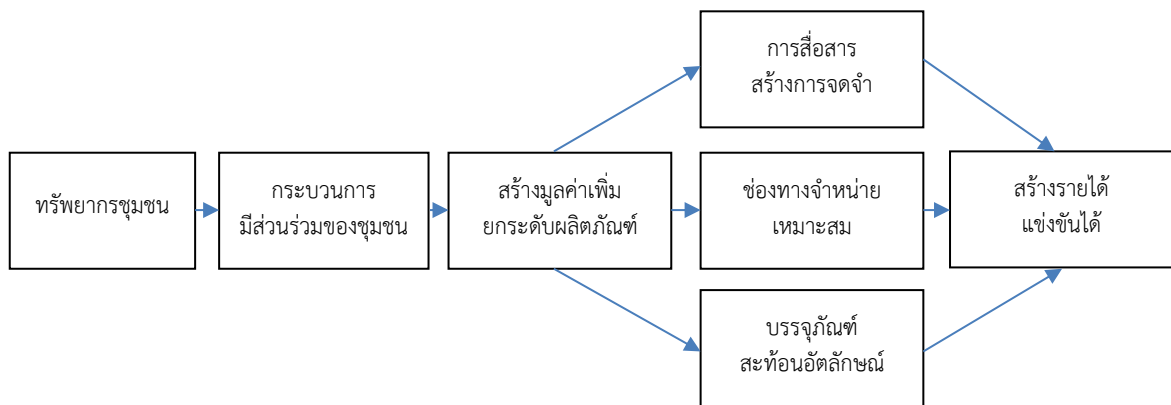 การสื่อสาร
สร้างการจดจำ
ทรัพยากรชุมชน
กระบวนการ
มีส่วนร่วมของชุมชน
สร้างมูลค่าเพิ่ม
ยกระดับผลิตภัณฑ์
ช่องทางจำหน่าย
เหมาะสม
สร้างรายได้
แข่งขันได้
บรรจุภัณฑ์
สะท้อนอัตลักษณ์